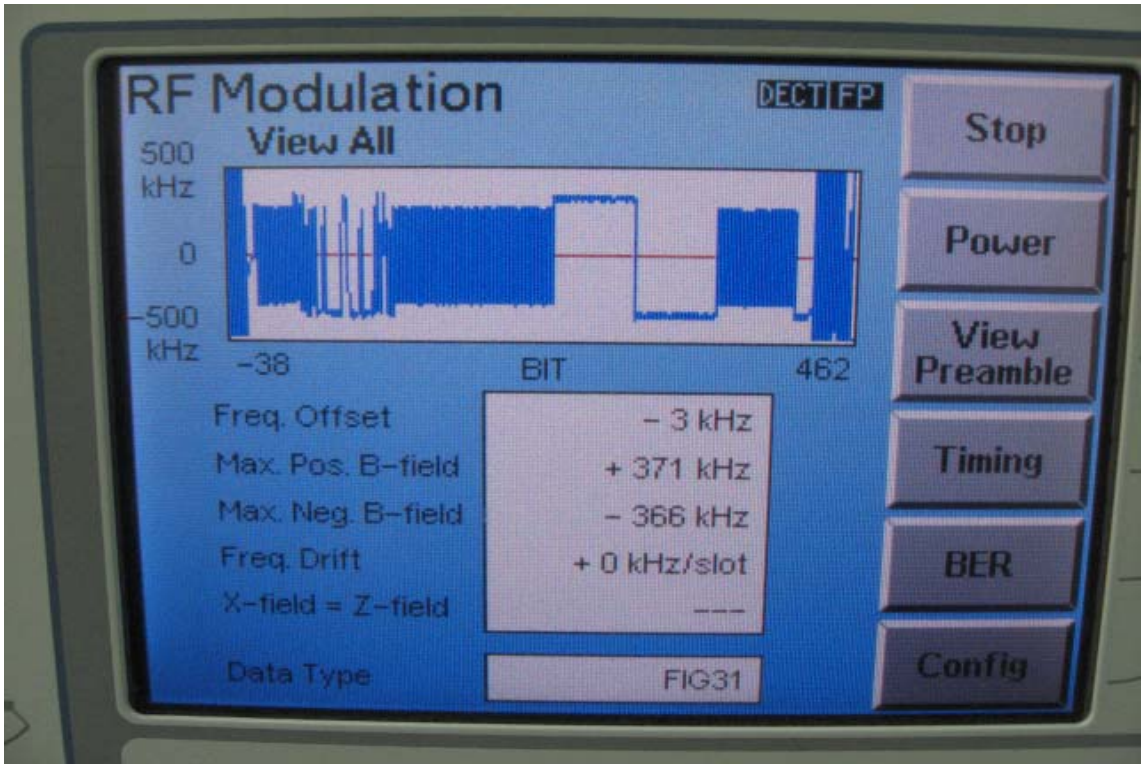 RF Modulation DECT FP
View All
500
kHz
0
-500
kHz
-38 BIT 462
Freq. Offset - 3 kHz
Max. Pos. B-field + 371 kHz
Max. Neg. B-field - 366 kHz
Freq. Drift + 0 kHz/slot
X-field = Z-field ---
Data Type FIG31
Stop
Power
View
Preamble
Timing
BER
Config